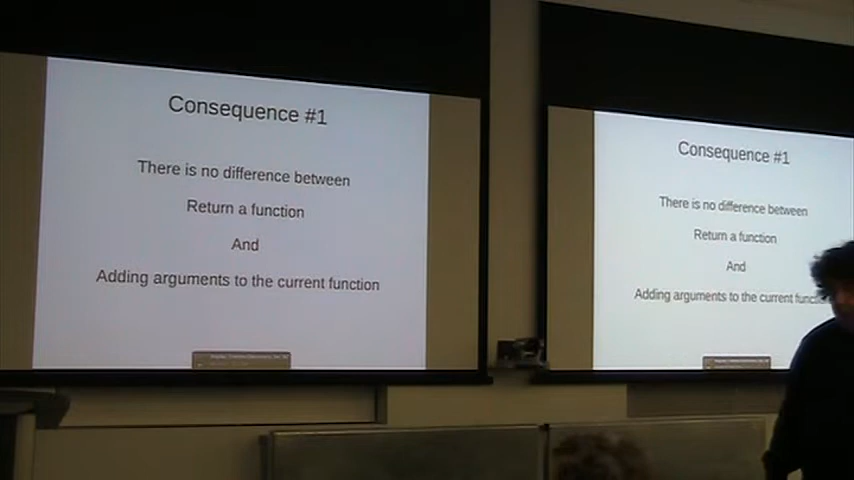 Consequence #1
There is no difference between
Return a function
And
Adding arguments to the current function
Consequence #1
There is no difference between
Return a function
And
Adding arguments to the current